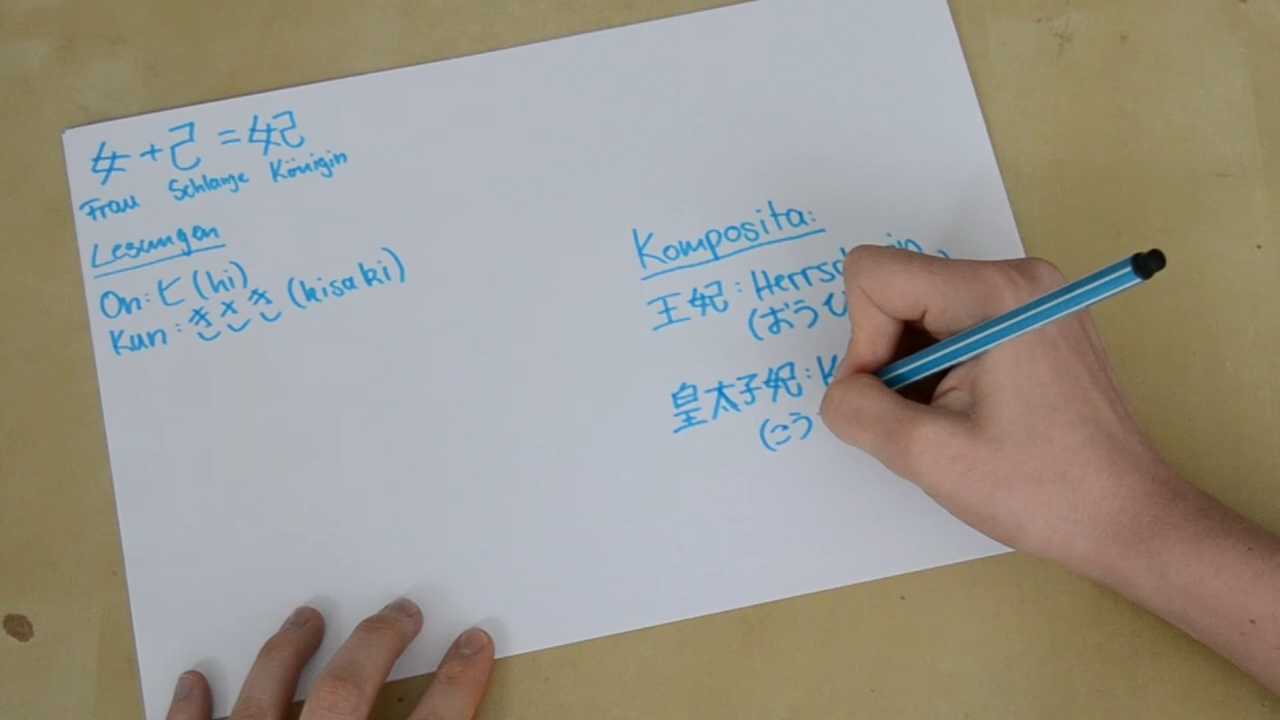 女 + 己 = 妃
Frau Schlange Königin
Lesungen
On: ヒ (hi)
Kun: きさき (kisaki)
Komposita:
王妃:
(おうひ
皇太子妃:
(こう